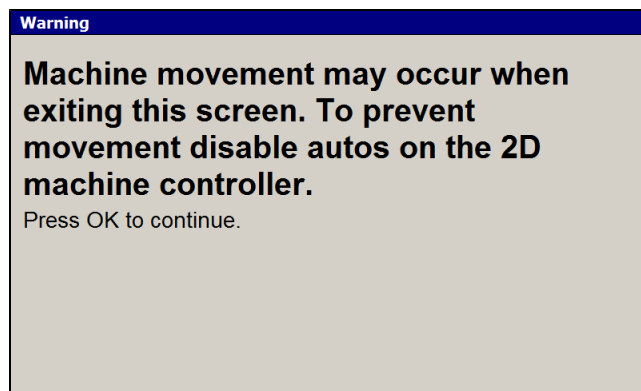 Warning
Machine movement may occur when
exiting this screen. To prevent
movement disable autos on the 2D
machine controller.
Press OK to continue.